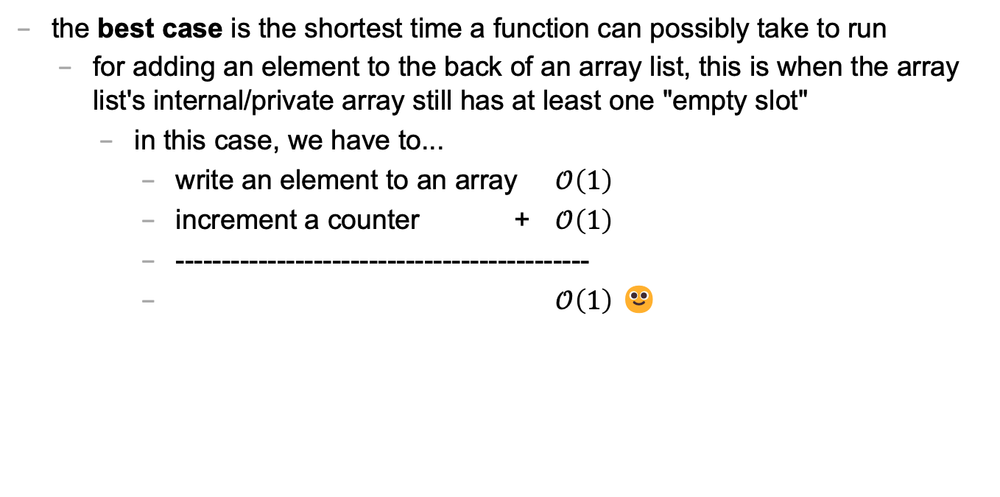 – the best case is the shortest time a function can possibly take to run
– for adding an element to the back of an array list, this is when the array
list's internal/private array still has at least one "empty slot"
– in this case, we have to...
– write an element to an array 𝒪(1)
– increment a counter + 𝒪(1)
– --------------------------------------------
– 𝒪(1) 🙂